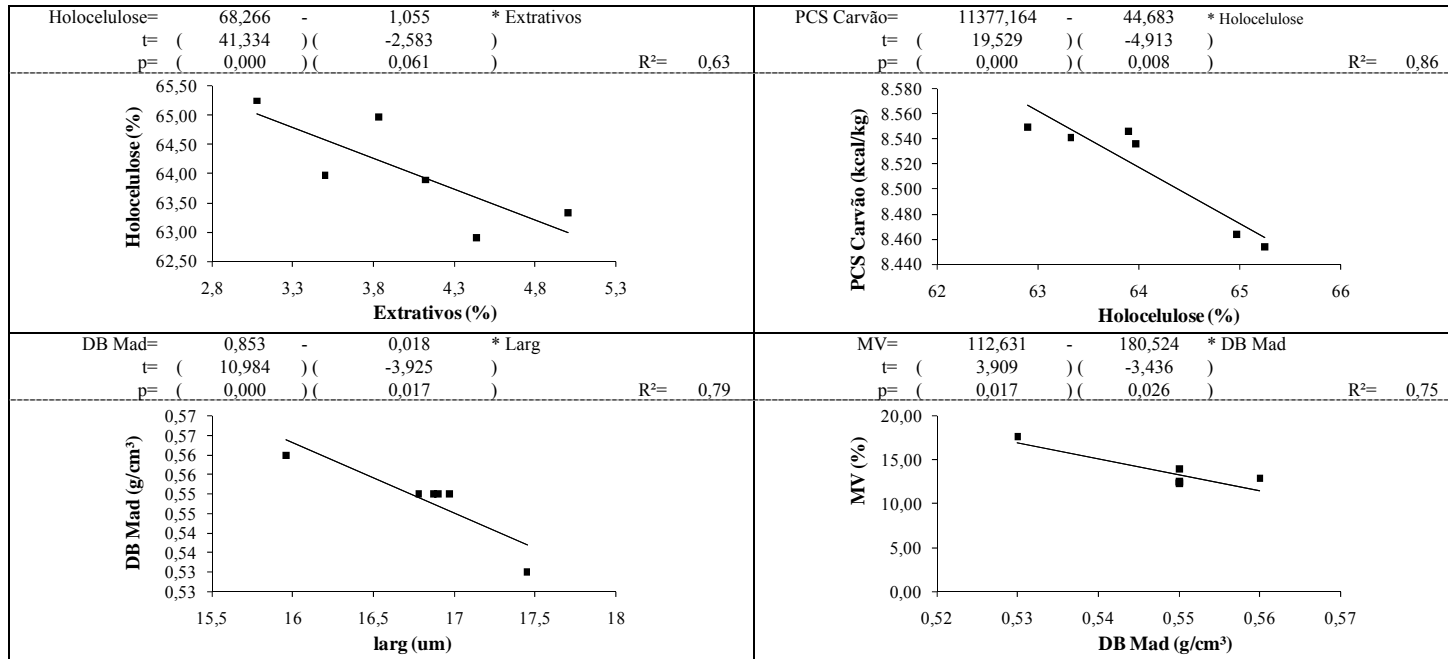 Holocelulose= 68,266 - 1,055 * Extrativos
t= ( 41,334 ) ( -2,583 )
p= ( 0,000 ) ( 0,061 ) R²= 0,63
65,50
65,00
64,50
64,00
63,50
63,00
62,50
Holocelulose (%)
2,8 3,3 3,8 4,3 4,8 5,3
Extrativos (%)
PCS Carvão= 11377,164 - 44,683 * Holocelulose
t= ( 19,529 ) ( -4,913 )
p= ( 0,000 ) ( 0,008 ) R²= 0,86
8.580
8.560
8.540
8.520
8.500
8.480
8.460
8.440
PCS Carvão (kcal/kg)
62 63 64 65 66
Holocelulose (%)
DB Mad= 0,853 - 0,018 * Larg
t= ( 10,984 ) ( -3,925 )
p= ( 0,000 ) ( 0,017 ) R²= 0,79
0,57
0,57
0,56
0,56
0,55
0,55
0,54
0,54
0,53
0,53
DB Mad (g/cm³)
15,5 16 16,5 17 17,5 18
larg (um)
MV= 112,631 - 180,524 * DB Mad
t= ( 3,909 ) ( -3,436 )
p= ( 0,017 ) ( 0,026 ) R²= 0,75
20,00
15,00
10,00
5,00
0,00
MV (%)
0,52 0,53 0,54 0,55 0,56 0,57
DB Mad (g/cm³)